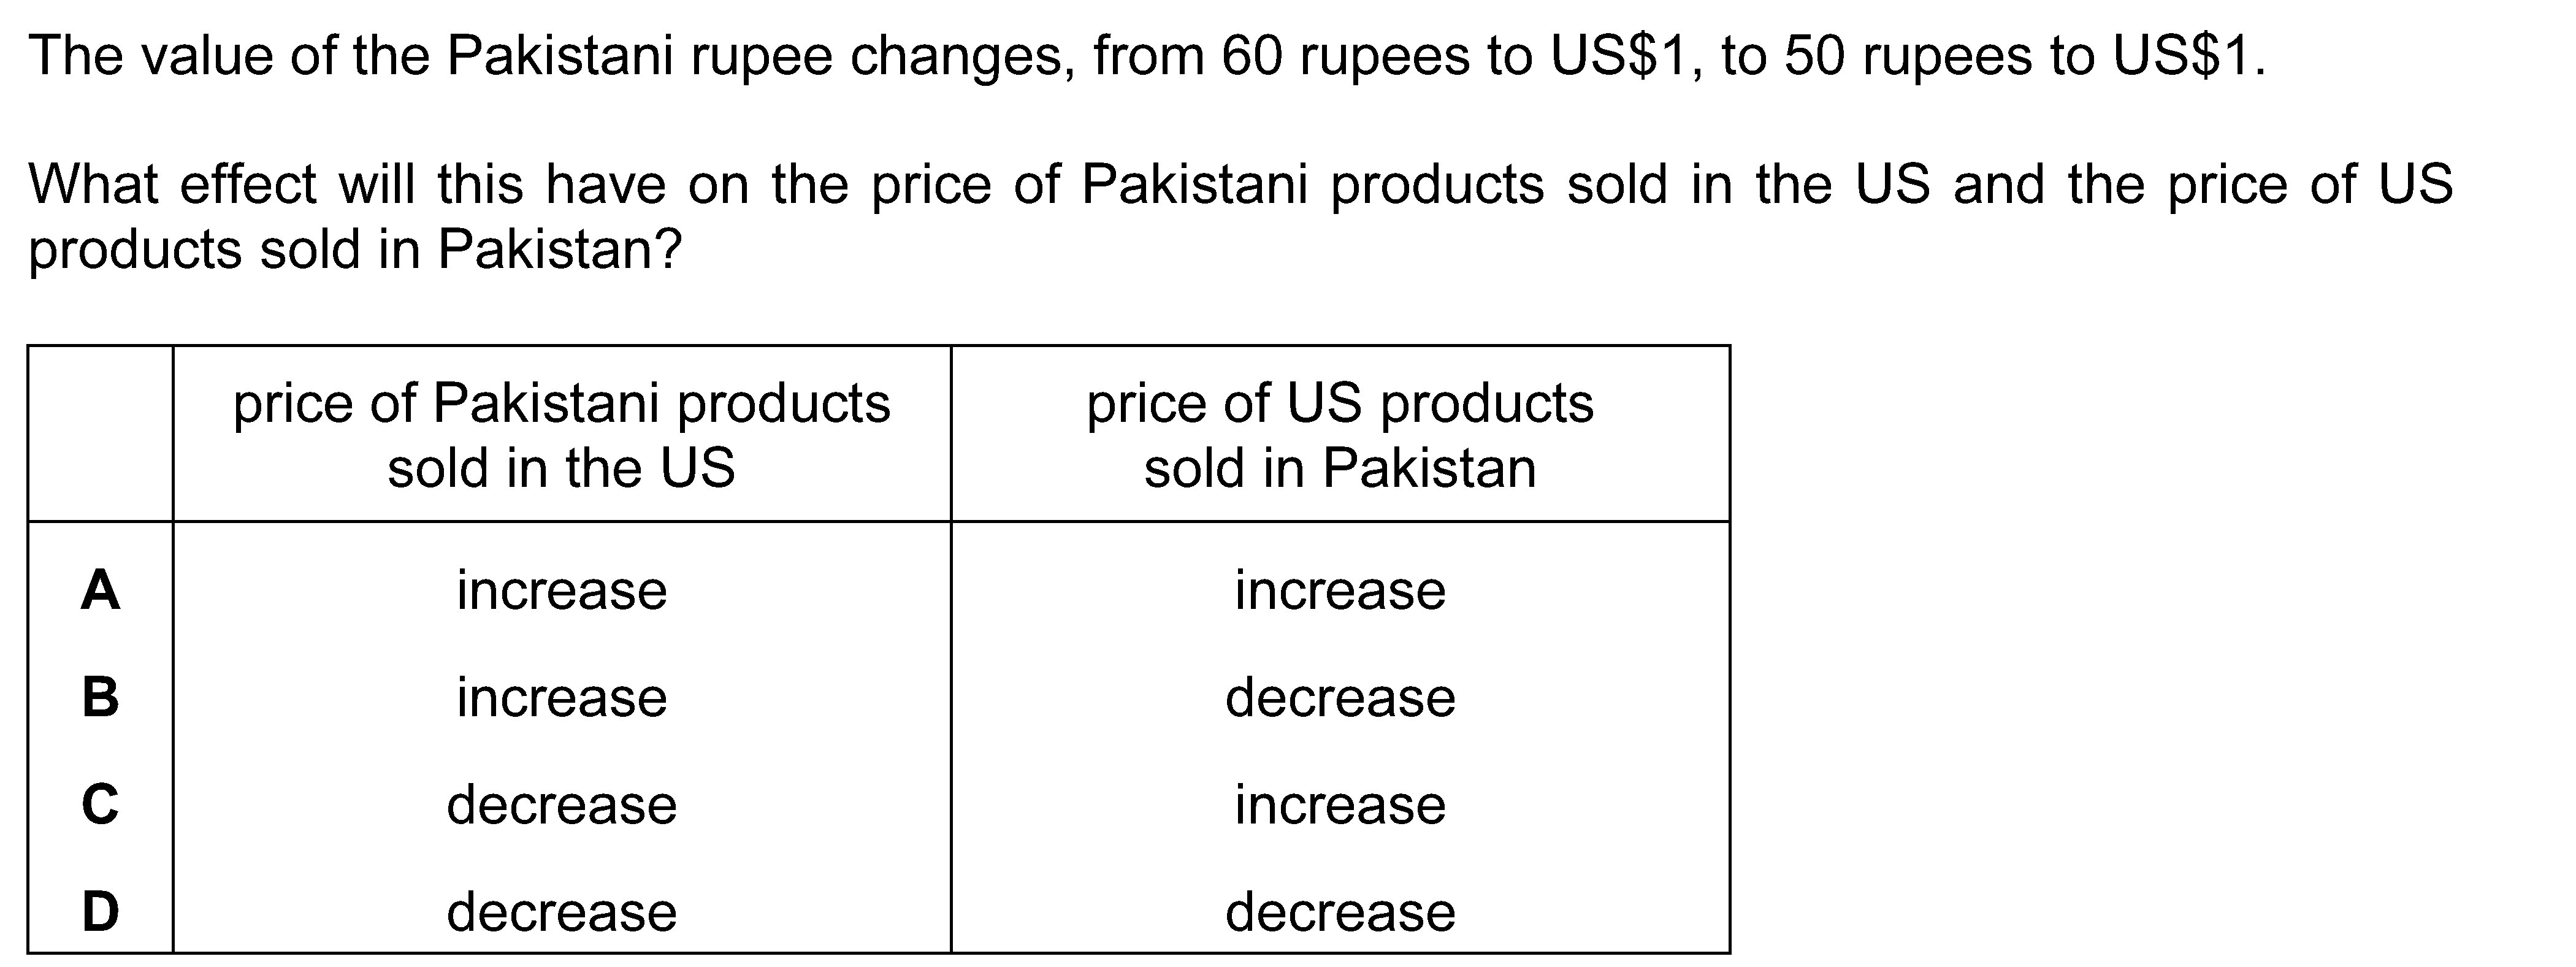 The value of the Pakistani rupee changes, from 60 rupees to US$1, to 50 rupees to US$1.
What effect will this have on the price of Pakistani products sold in the US and the price of US
products sold in Pakistan?
price of Pakistani products price of US products
sold in the US sold in Pakistan
A increase increase
B increase decrease
C decrease increase
D decrease decrease